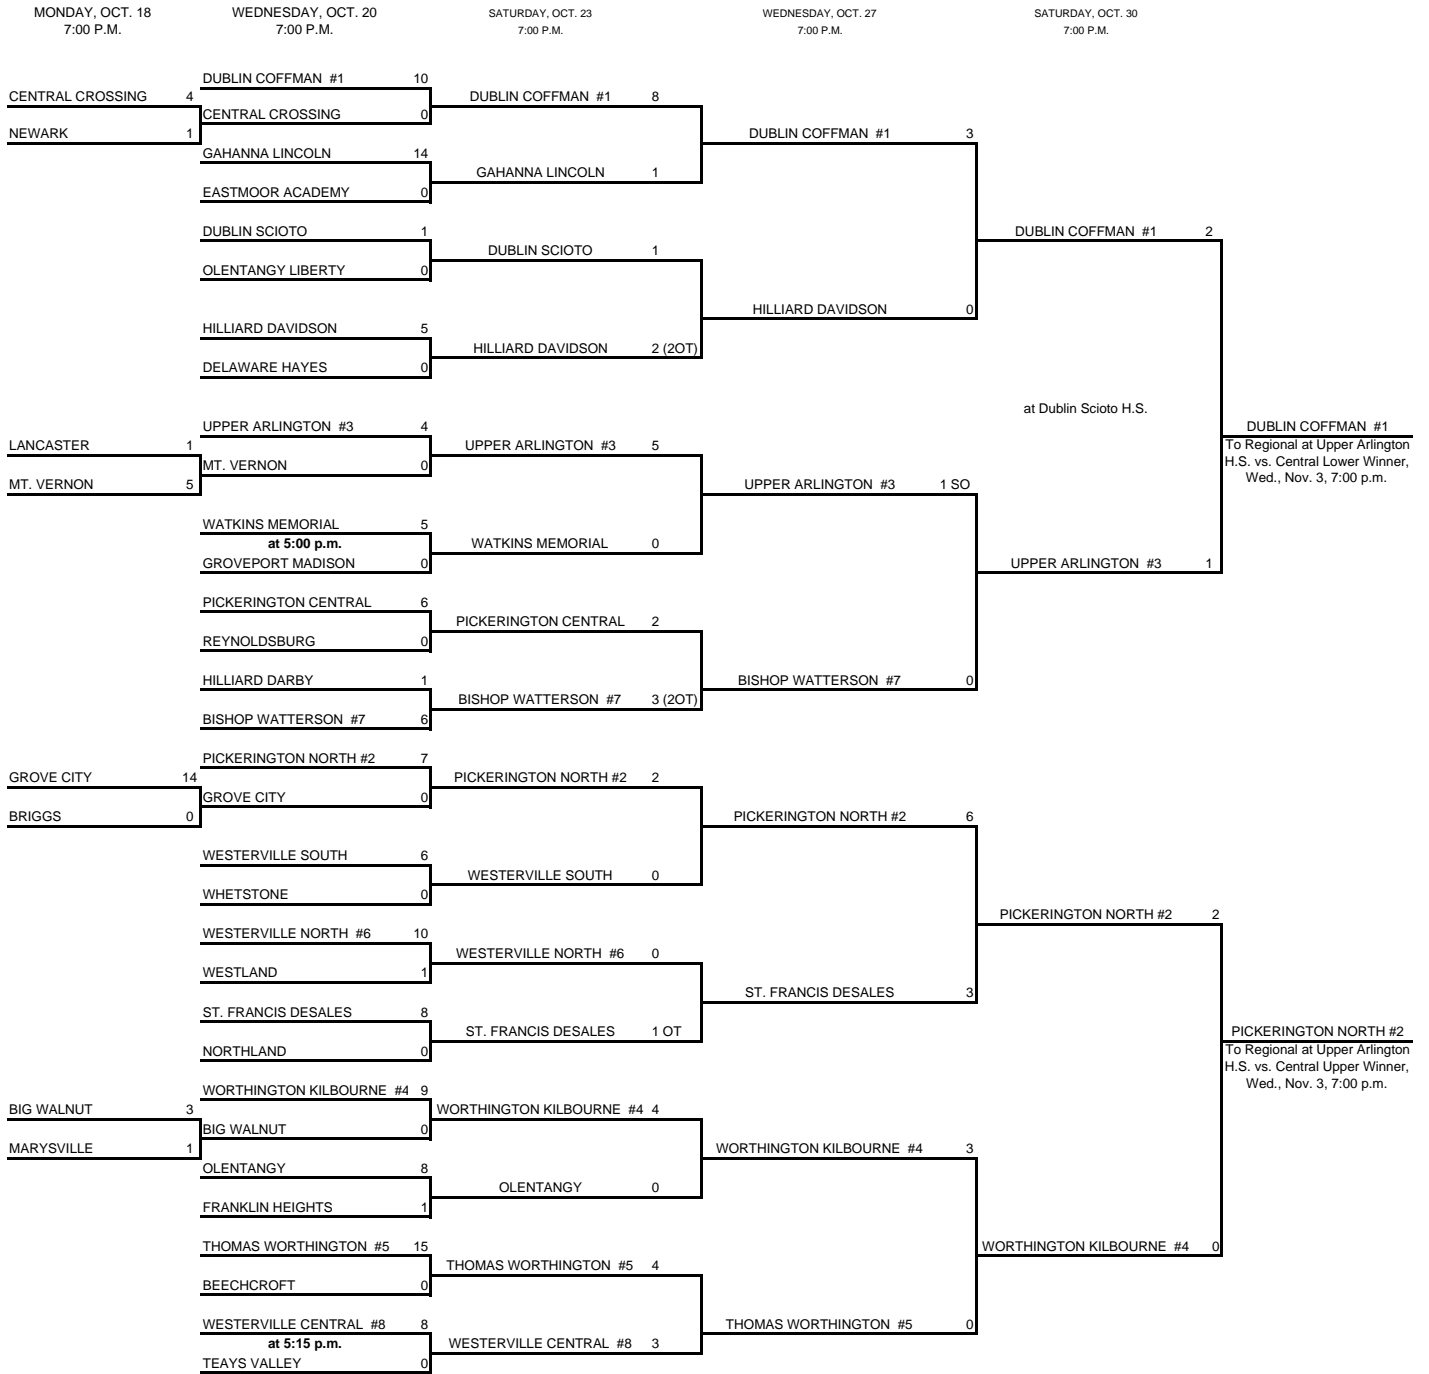 MONDAY, OCT. 18 WEDNESDAY, OCT. 20 SATURDAY, OCT. 23 WEDNESDAY, OCT. 27 SATURDAY, OCT. 30
7:00 P.M. 7:00 P.M. 7:00 P.M. 7:00 P.M. 7:00 P.M.
DUBLIN COFFMAN #1 10
CENTRAL CROSSING 4 DUBLIN COFFMAN #1 8
CENTRAL CROSSING 0
NEWARK 1 DUBLIN COFFMAN #1 3
GAHANNA LINCOLN 14
GAHANNA LINCOLN 1
EASTMOOR ACADEMY 0
DUBLIN SCIOTO 1 DUBLIN COFFMAN #1 2
DUBLIN SCIOTO 1
OLENTANGY LIBERTY 0
HILLIARD DAVIDSON 0
HILLIARD DAVIDSON 5
HILLIARD DAVIDSON 2 (2OT)
DELAWARE HAYES 0
at Dublin Scioto H.S.
UPPER ARLINGTON #3 4 DUBLIN COFFMAN #1
LANCASTER 1 UPPER ARLINGTON #3 5 To Regional at Upper Arlington
MT. VERNON 0 H.S. vs. Central Lower Winner,
MT. VERNON 5 UPPER ARLINGTON #3 1 SO Wed., Nov. 3, 7:00 p.m.
WATKINS MEMORIAL 5
at 5:00 p.m. WATKINS MEMORIAL 0
GROVEPORT MADISON 0 UPPER ARLINGTON #3 1
PICKERINGTON CENTRAL 6
PICKERINGTON CENTRAL 2
REYNOLDSBURG 0
HILLIARD DARBY 1 BISHOP WATTERSON #7 0
BISHOP WATTERSON #7 3 (2OT)
BISHOP WATTERSON #7 6
PICKERINGTON NORTH #2 7
GROVE CITY 14 PICKERINGTON NORTH #2 2
GROVE CITY 0
BRIGGS 0 PICKERINGTON NORTH #2 6
WESTERVILLE SOUTH 6
WESTERVILLE SOUTH 0
WHETSTONE 0
PICKERINGTON NORTH #2 2
WESTERVILLE NORTH #6 10
WESTERVILLE NORTH #6 0
WESTLAND 1
ST. FRANCIS DESALES 3
ST. FRANCIS DESALES 8
ST. FRANCIS DESALES 1 OT PICKERINGTON NORTH #2
NORTHLAND 0 To Regional at Upper Arlington
H.S. vs. Central Upper Winner,
WORTHINGTON KILBOURNE #4 9 Wed., Nov. 3, 7:00 p.m.
BIG WALNUT 3 WORTHINGTON KILBOURNE #4 4
BIG WALNUT 0
MARYSVILLE 1 WORTHINGTON KILBOURNE #4 3
OLENTANGY 8
OLENTANGY 0
FRANKLIN HEIGHTS 1
THOMAS WORTHINGTON #5 15 WORTHINGTON KILBOURNE #4 0
THOMAS WORTHINGTON #5 4
BEECHCROFT 0
WESTERVILLE CENTRAL #8 8 THOMAS WORTHINGTON #5 0
at 5:15 p.m. WESTERVILLE CENTRAL #8 3
TEAYS VALLEY 0